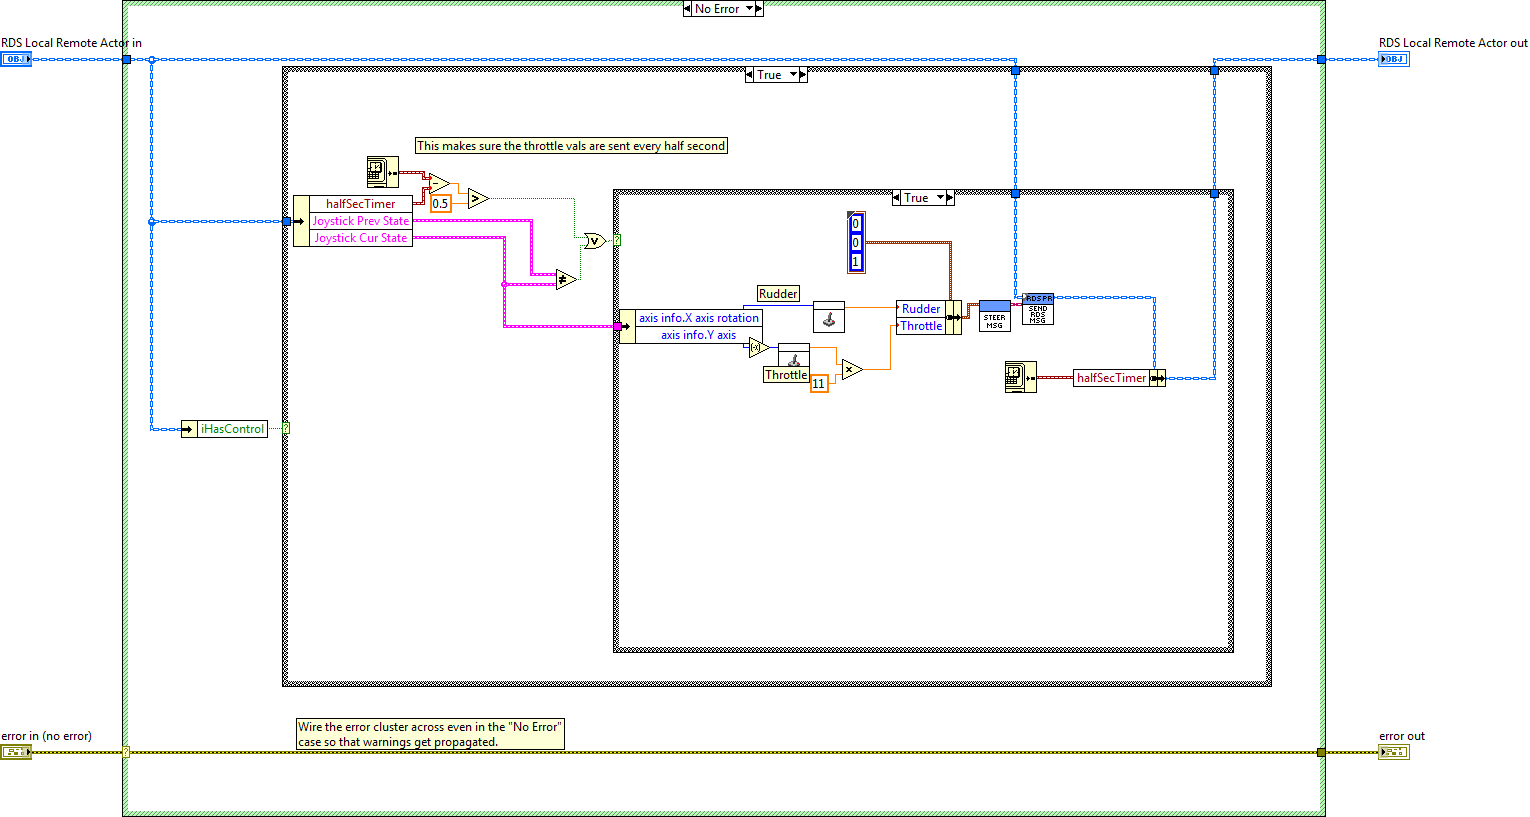 No Error
RDS Local Remote Actor in
OBJ
RDS Local Remote Actor out
OBJ
True
This makes sure the throttle vals are sent every half second
halfSecTimer
0.5
Joystick Prev State
Joystick Cur State
True
0
0
1
Rudder
axis info.X axis rotation
axis info.Y axis
Throttle
11
Rudder
Throttle
STEER
MSG
RDS PR
SEND
RDS
MSG
halfSecTimer
iHasControl
?
?
Wire the error cluster across even in the "No Error"
case so that warnings get propagated.
error in (no error)
?
error out